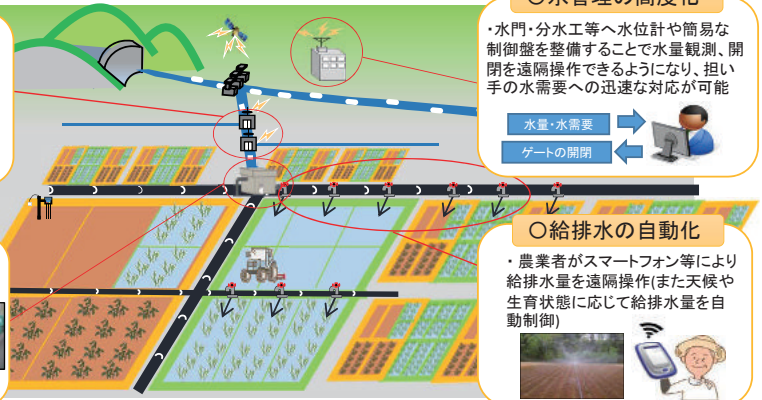 〇水管理の高度化
・水門・分水工等へ水位計や簡易な
制御盤を整備することで水量観測、開
閉を遠隔操作できるようになり、担い
手の水需要への迅速な対応が可能
水量・水需要
ゲートの開閉
〇給排水の自動化
・農業者がスマートフォン等により
給排水量を遠隔操作(また天候や
生育状態に応じて給排水量を自
動制御)